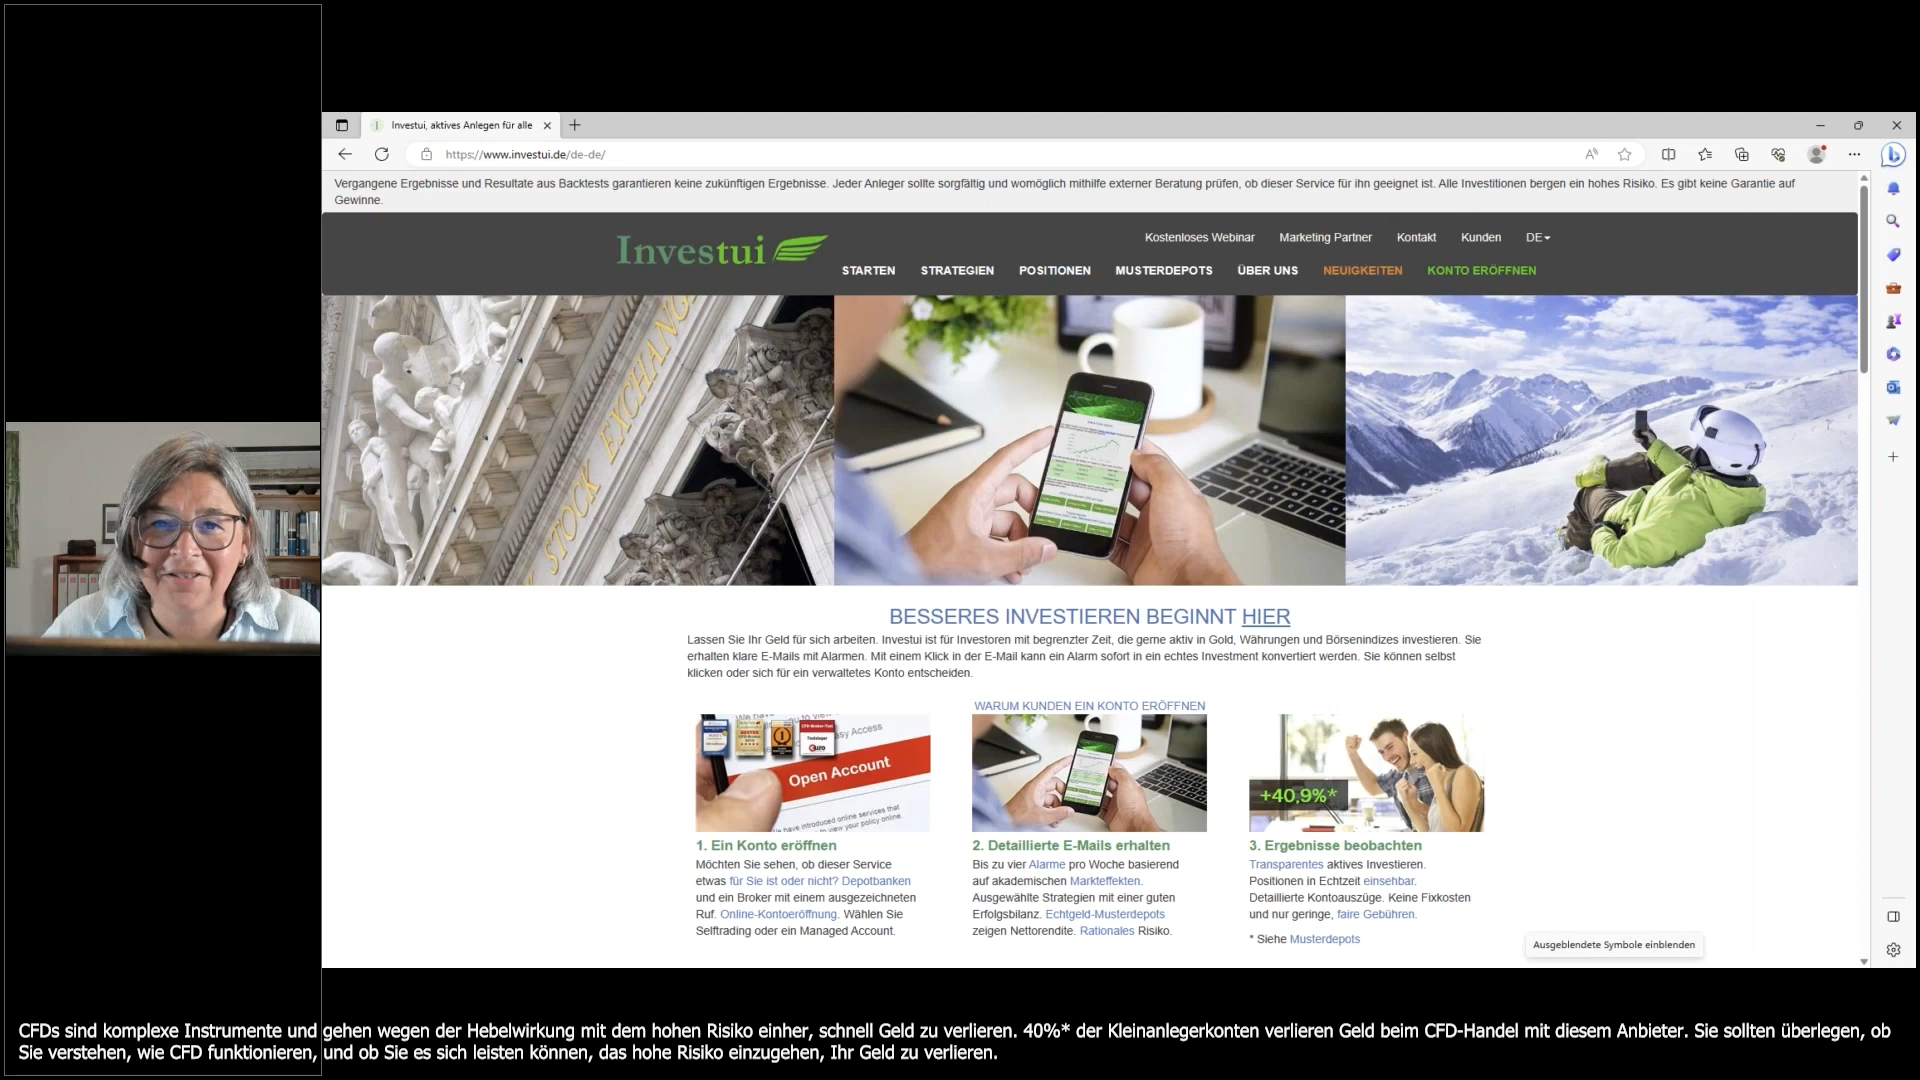 Investui, aktives Anlegen für alle
https://www.investui.de/de-de/
Vergangene Ergebnisse und Resultate aus Backtests garantieren keine zukünftigen Ergebnisse. Jeder Anleger sollte sorgfältig und womöglich mithilfe externer Beratung prüfen, ob dieser Service für ihn geeignet ist. Alle Investitionen bergen ein hohes Risiko. Es gibt keine Garantie auf
Gewinne.
Investui
Kostenloses Webinar Marketing Partner Kontakt Kunden DE
STARTEN STRATEGIEN POSITIONEN MUSTERDEPOTS ÜBER UNS NEUIGKEITEN KONTO ERÖFFNEN
STOCK EXCHANG
BESSERES INVESTIEREN BEGINNT HIER
Lassen Sie Ihr Geld für sich arbeiten. Investui ist für Investoren mit begrenzter Zeit, die gerne aktiv in Gold, Währungen und Börsenindizes investieren. Sie
erhalten klare E-Mails mit Alarmen. Mit einem Klick in der E-Mail kann ein Alarm sofort in ein echtes Investment konvertiert werden. Sie können selbst
klicken oder sich für ein verwaltetes Konto entscheiden.
WARUM KUNDEN EIN KONTO ERÖFFNEN
Open Account
have introduced online services that
view your policy online.
+40,9%*
1. Ein Konto eröffnen
Möchten Sie sehen, ob dieser Service
etwas für Sie ist oder nicht? Depotbanken
und ein Broker mit einem ausgezeichneten
Ruf. Online-Kontoeröffnung. Wählen Sie
Selftrading oder ein Managed Account.
2. Detaillierte E-Mails erhalten
Bis zu vier Alarme pro Woche basierend
auf akademischen Markteffekten.
Ausgewählte Strategien mit einer guten
Erfolgsbilanz. Echtgeld-Musterdepots
zeigen Nettorendite. Rationales Risiko.
3. Ergebnisse beobachten
Transparentes aktives Investieren.
Positionen in Echtzeit einsehbar.
Detaillierte Kontoauszüge. Keine Fixkosten
und nur geringe, faire Gebühren.
* Siehe Musterdepots
Ausgeblendete Symbole einblenden
CFDs sind komplexe Instrumente und gehen wegen der Hebelwirkung mit dem hohen Risiko einher, schnell Geld zu verlieren. 40%* der Kleinanlegerkonten verlieren Geld beim CFD-Handel mit diesem Anbieter. Sie sollten überlegen, ob
Sie verstehen, wie CFD funktionieren, und ob Sie es sich leisten können, das hohe Risiko einzugehen, Ihr Geld zu verlieren.